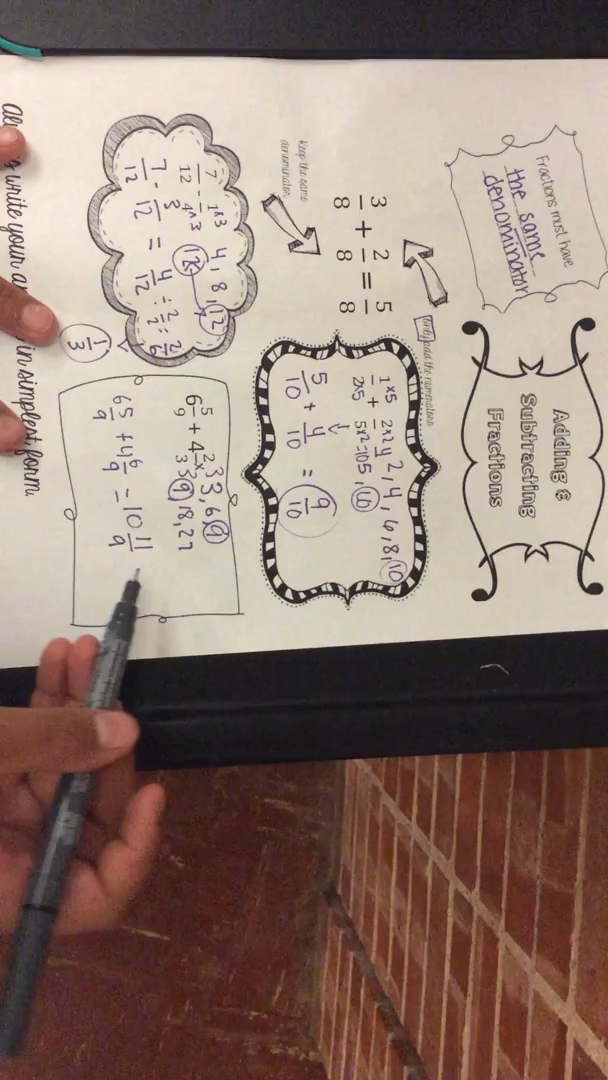 Adding &
Subtracting
Fractions
Fractions must have
the same
denominator
Only add the numerators
3/8 + 2/8 = 5/8
Keep the same
denominator.
1×5/2×5 + 2×2/5×2=10
2, 4, 6, 8, 10
5, 10
5/10 + 4/10 = 9/10
7/12 - 1×3/4×3
4, 8, 12
12
7/12 - 3/12 = 4/12 ÷ 2/2 = 2/6
1/3
6 5/9 + 4 2×3/3×3
3, 6, 9
9, 18, 27
6 5/9 + 4 6/9 = 10 11/9
write your
in simplest form.